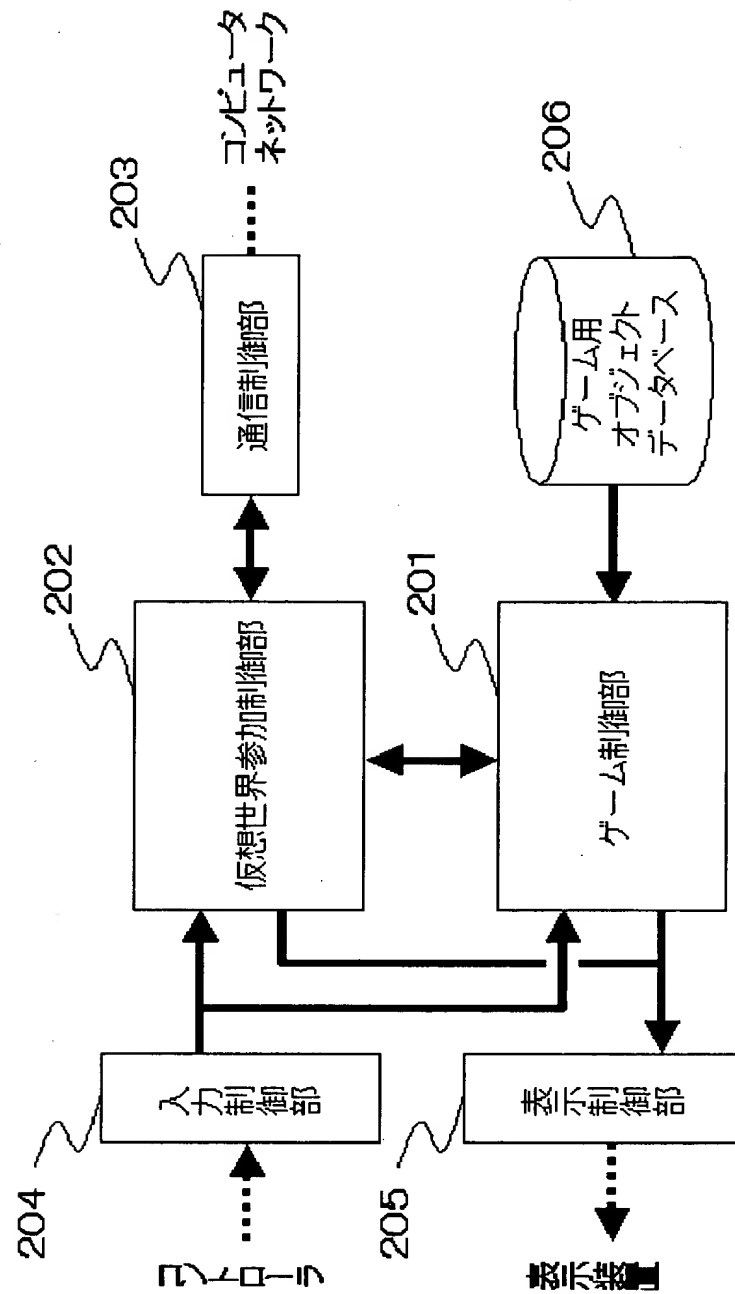 コントローラ
204
入力制御部
202
仮想世界参加制御部
203
通信制御部
コンピュータ
ネットワーク
表示装置
205
表示制御部
201
ゲーム制御部
206
ゲーム用
オブジェクト
データベース